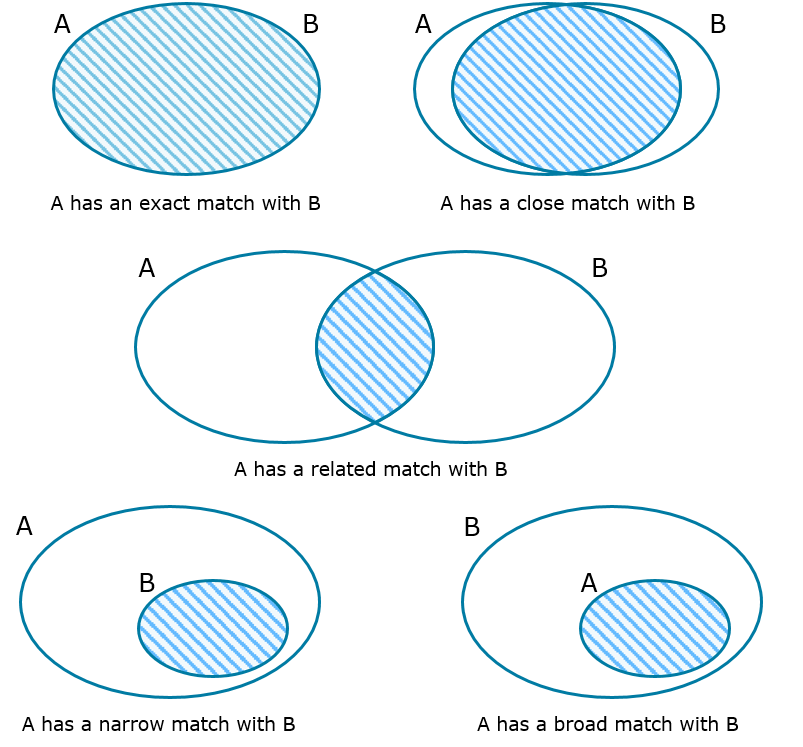 A B
A B
A has an exact match with B
A has a close match with B
A B
A has a related match with B
A
B
B
A
A has a narrow match with B
A has a broad match with B